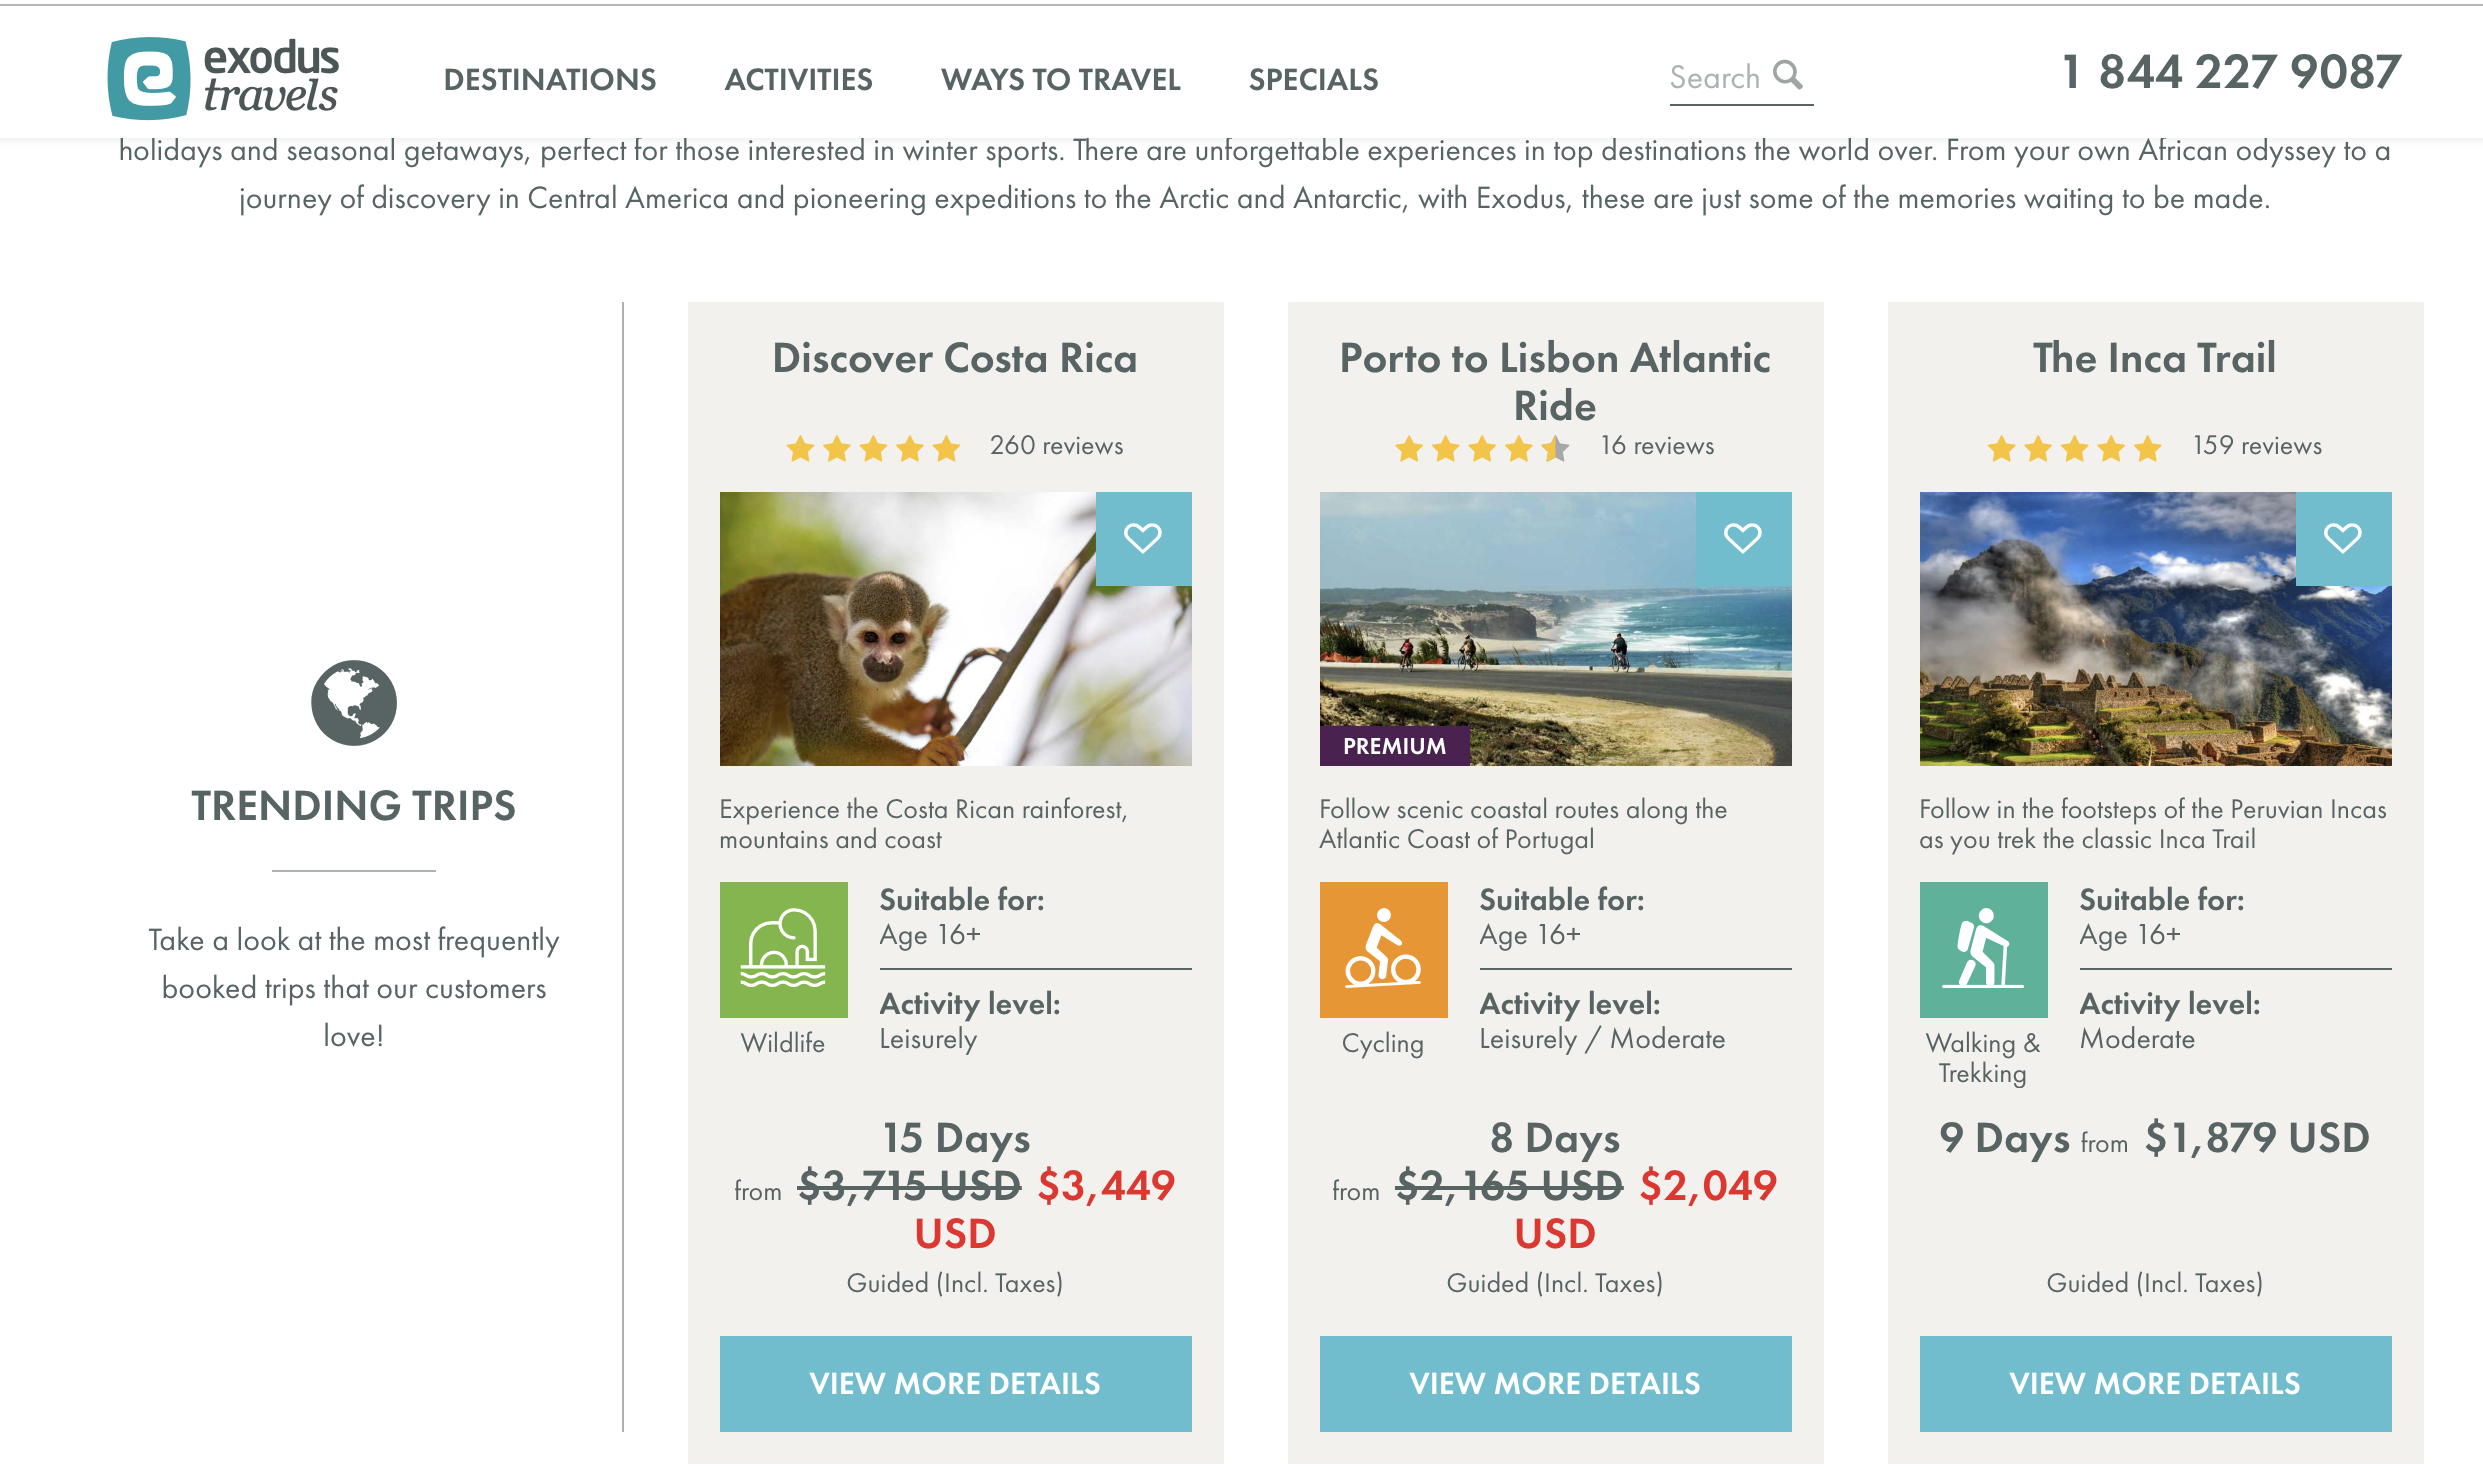 exodus
travels
DESTINATIONS
ACTIVITIES
WAYS TO TRAVEL
SPECIALS
Search
1 844 227 9087
holidays and seasonal getaways, perfect for those interested in winter sports. There are unforgettable experiences in top destinations the world over. From your own African odyssey to a
journey of discovery in Central America and pioneering expeditions to the Arctic and Antarctic, with Exodus, these are just some of the memories waiting to be made.
TRENDING TRIPS
Take a look at the most frequently
booked trips that our customers
love!
Discover Costa Rica
260 reviews
Experience the Costa Rican rainforest,
mountains and coast
Wildlife
Suitable for:
Age 16+
Activity level:
Leisurely
15 Days
from $3,715 USD $3,449
USD
Guided (Incl. Taxes)
VIEW MORE DETAILS
Porto to Lisbon Atlantic
Ride
16 reviews
PREMIUM
Follow scenic coastal routes along the
Atlantic Coast of Portugal
Cycling
Suitable for:
Age 16+
Activity level:
Leisurely / Moderate
8 Days
from $2,165 USD $2,049
USD
Guided (Incl. Taxes)
VIEW MORE DETAILS
The Inca Trail
159 reviews
Follow in the footsteps of the Peruvian Incas
as you trek the classic Inca Trail
Walking &
Trekking
Suitable for:
Age 16+
Activity level:
Moderate
9 Days from $1,879 USD
Guided (Incl. Taxes)
VIEW MORE DETAILS